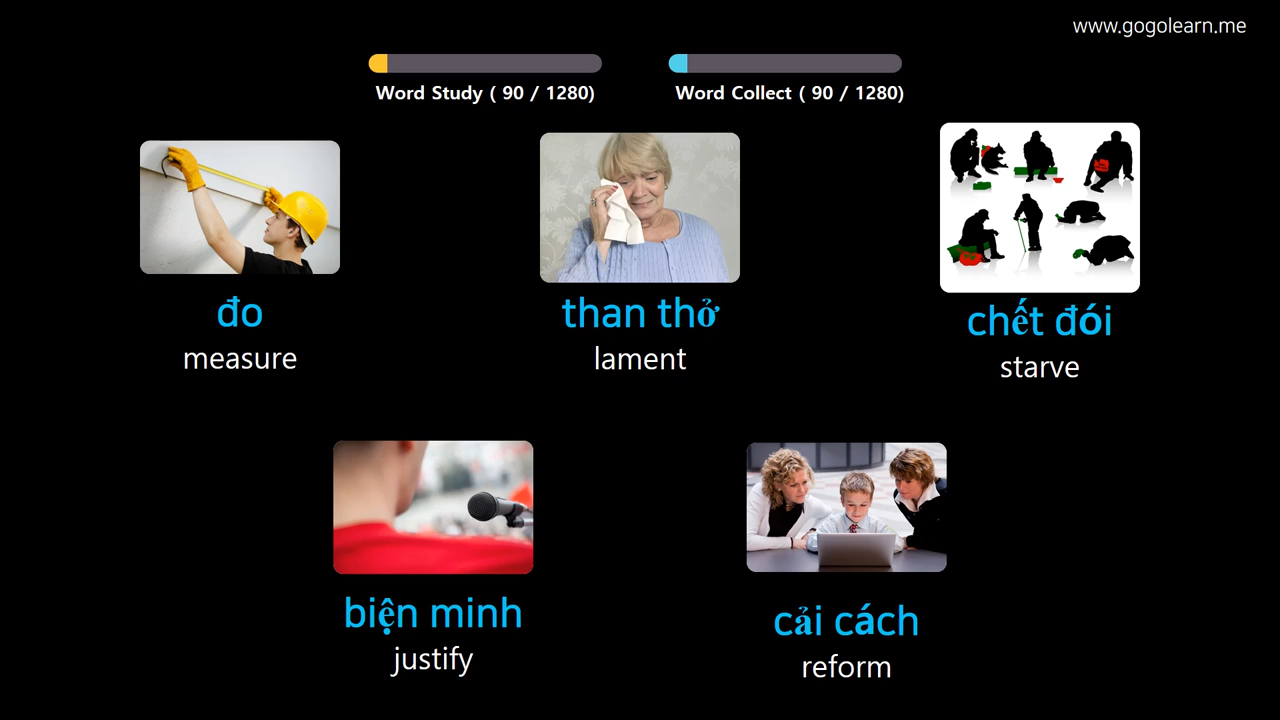 www.gogolearn.me
Word Study ( 90 / 1280)
Word Collect ( 90 / 1280)
đo
measure
than thở
lament
chết đói
starve
biện minh
justify
cải cách
reform